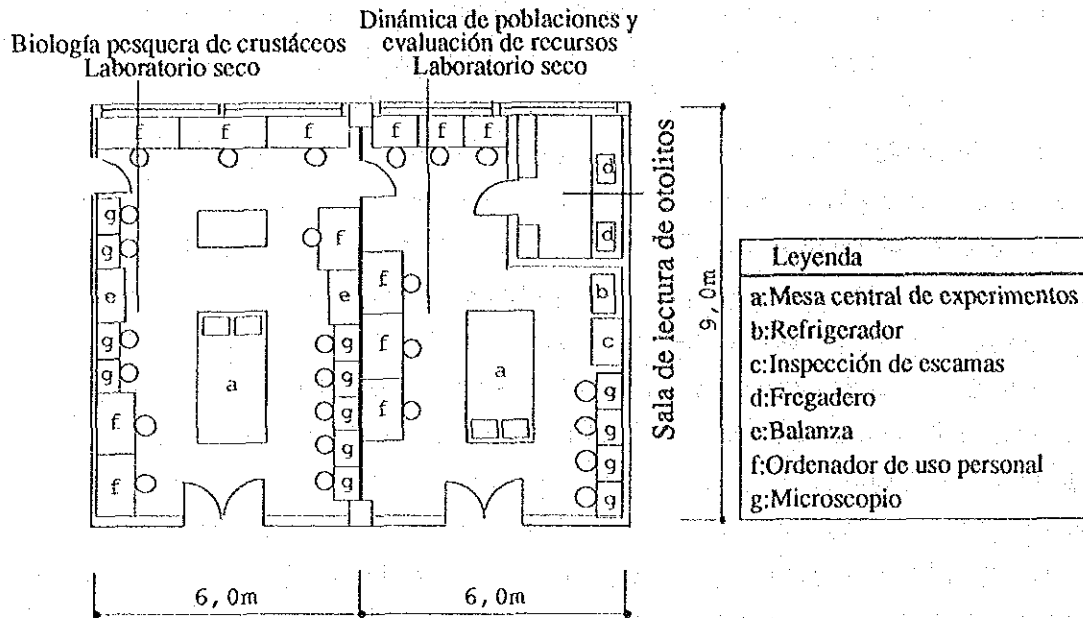 Biología pesquera de crustáceos
Laboratorio seco
Dinámica de poblaciones y
evaluación de recursos
Laboratorio seco
f f f f f f
d
d
g
g
e
g
g
f
f
f
e
g
g
g
g
g
a
f
f
f
a
b
c
g
g
g
g
Sala de lectura de otolitos
9,0m
6,0m 6,0m
Leyenda
a:Mesa central de experimentos
b:Refrigerador
c:Inspección de escamas
d:Fregadero
e:Balanza
f:Ordenador de uso personal
g:Microscopio